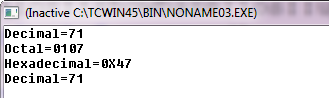 (Inactive C:\TCWIN45\BIN\NONAME03.EXE)
Decimal=71
Octal=0107
Hexadecimal=0X47
Decimal=71